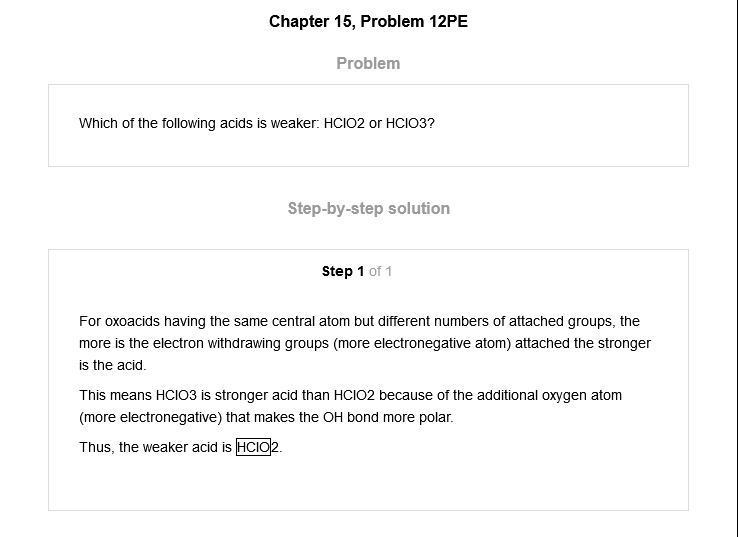 Chapter 15, Problem 12PE
Problem
Which of the following acids is weaker: HClO2 or HClO3?
Step-by-step solution
Step 1 of 1
For oxoacids having the same central atom but different numbers of attached groups, the
more is the electron withdrawing groups (more electronegative atom) attached the stronger
is the acid.
This means HClO3 is stronger acid than HClO2 because of the additional oxygen atom
(more electronegative) that makes the OH bond more polar.
Thus, the weaker acid is HClO2.